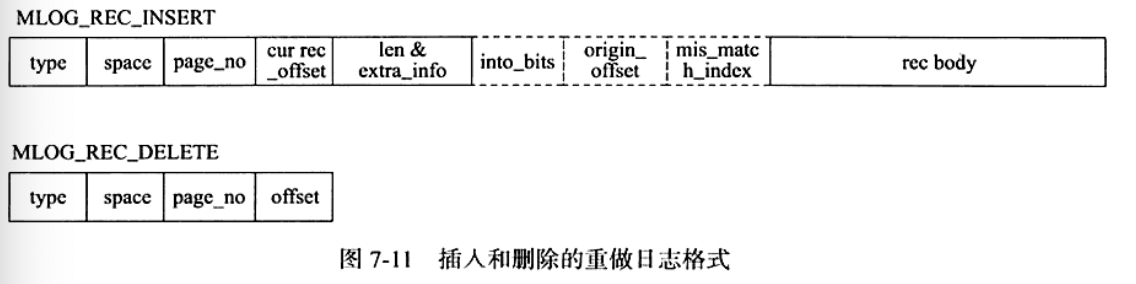 MLOG_REC_INSERT
type space page_no cur rec _offset len & extra_info into_bits origin_ offset mis_matc h_index rec body
MLOG_REC_DELETE
type space page_no offset
图 7-11 插入和删除的重做日志格式